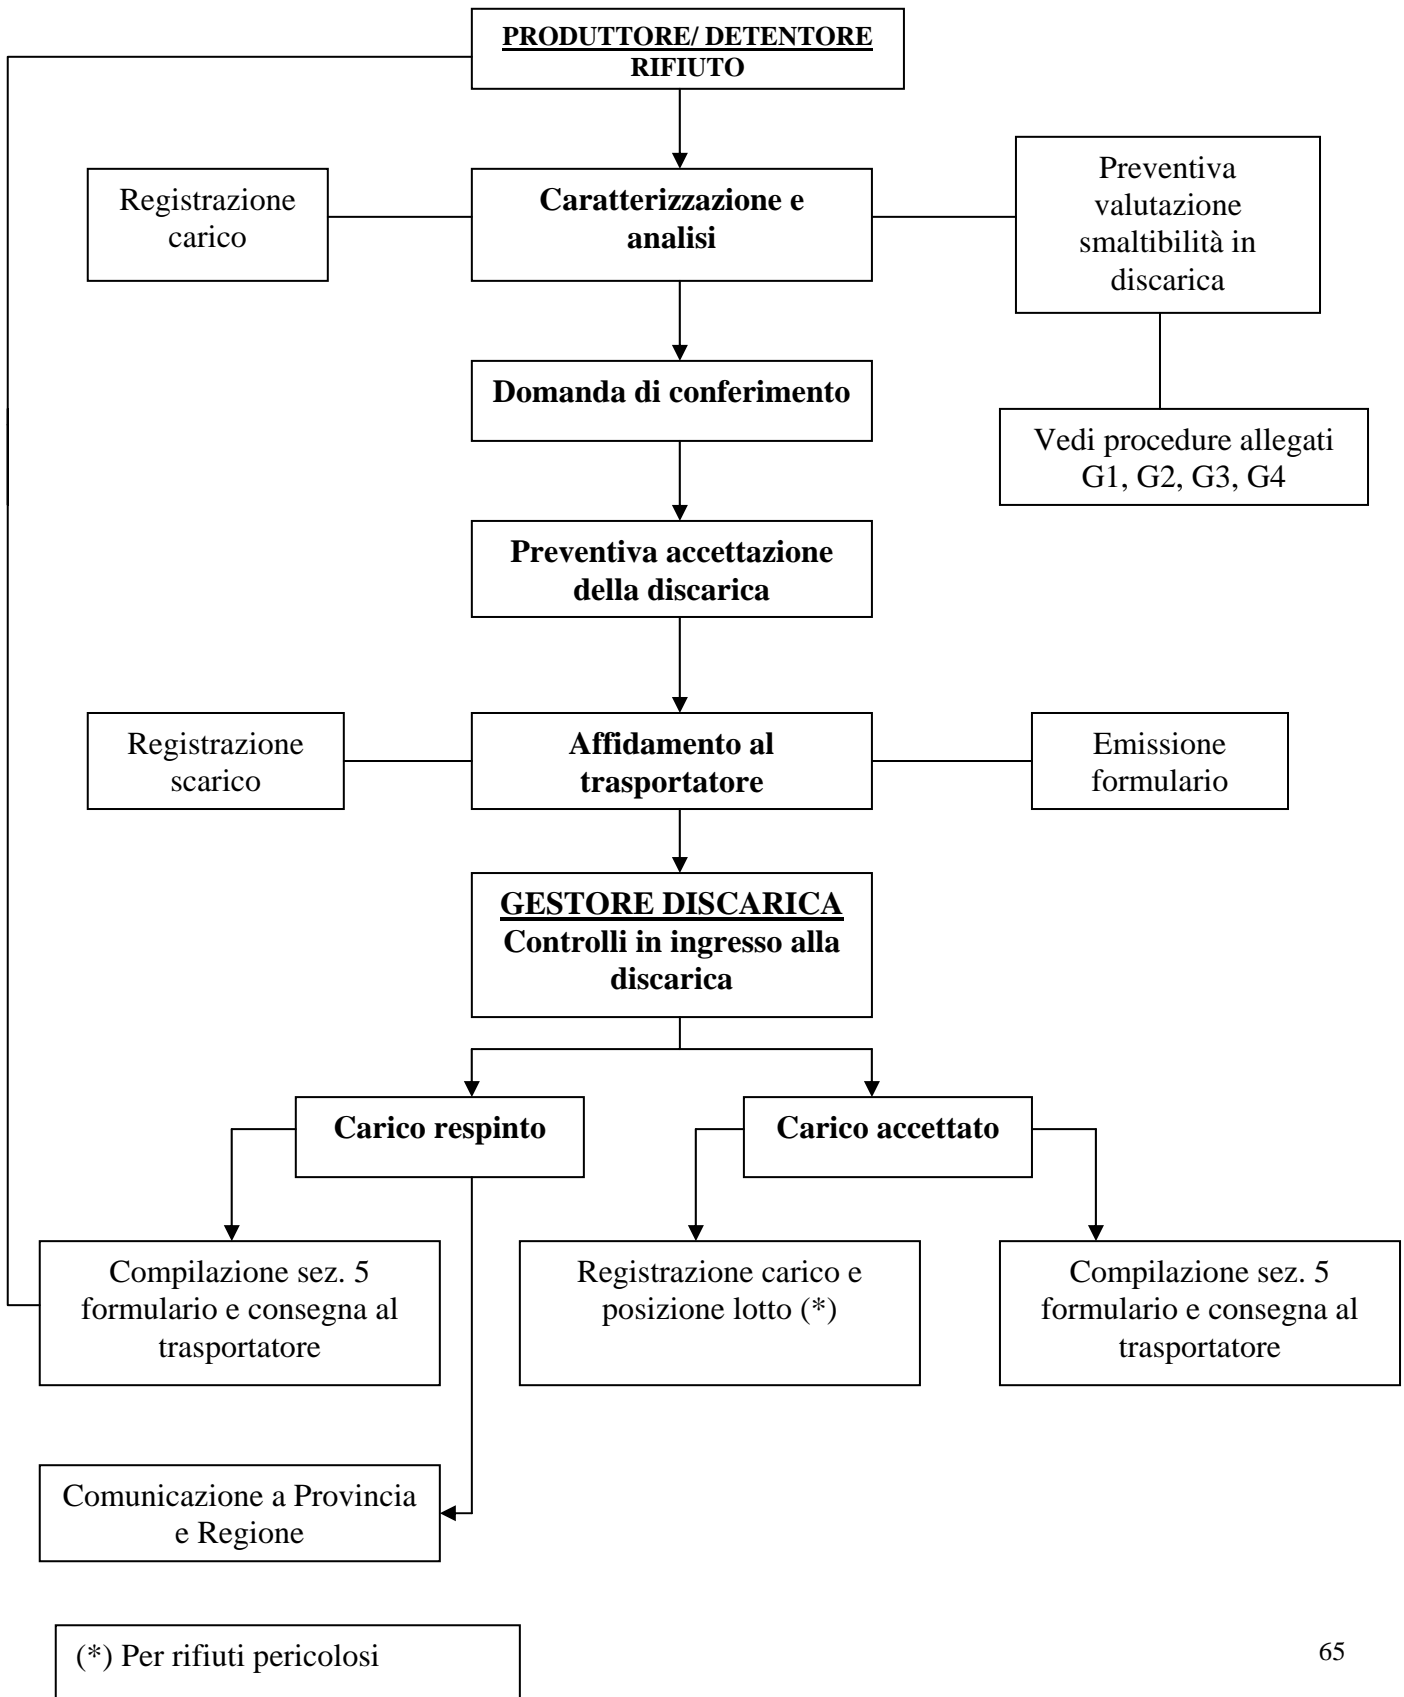 PRODUTTORE/ DETENTORE
RIFIUTO
Registrazione
carico
Caratterizzazione e
analisi
Preventiva
valutazione
smaltibilità in
discarica
Domanda di conferimento
Vedi procedure allegati
G1, G2, G3, G4
Preventiva accettazione
della discarica
Registrazione
scarico
Affidamento al
trasportatore
Emissione
formulario
GESTORE DISCARICA
Controlli in ingresso alla
discarica
Carico respinto
Carico accettato
Compilazione sez. 5
formulario e consegna al
trasportatore
Registrazione carico e
posizione lotto (*)
Compilazione sez. 5
formulario e consegna al
trasportatore
Comunicazione a Provincia
e Regione
(*) Per rifiuti pericolosi
65